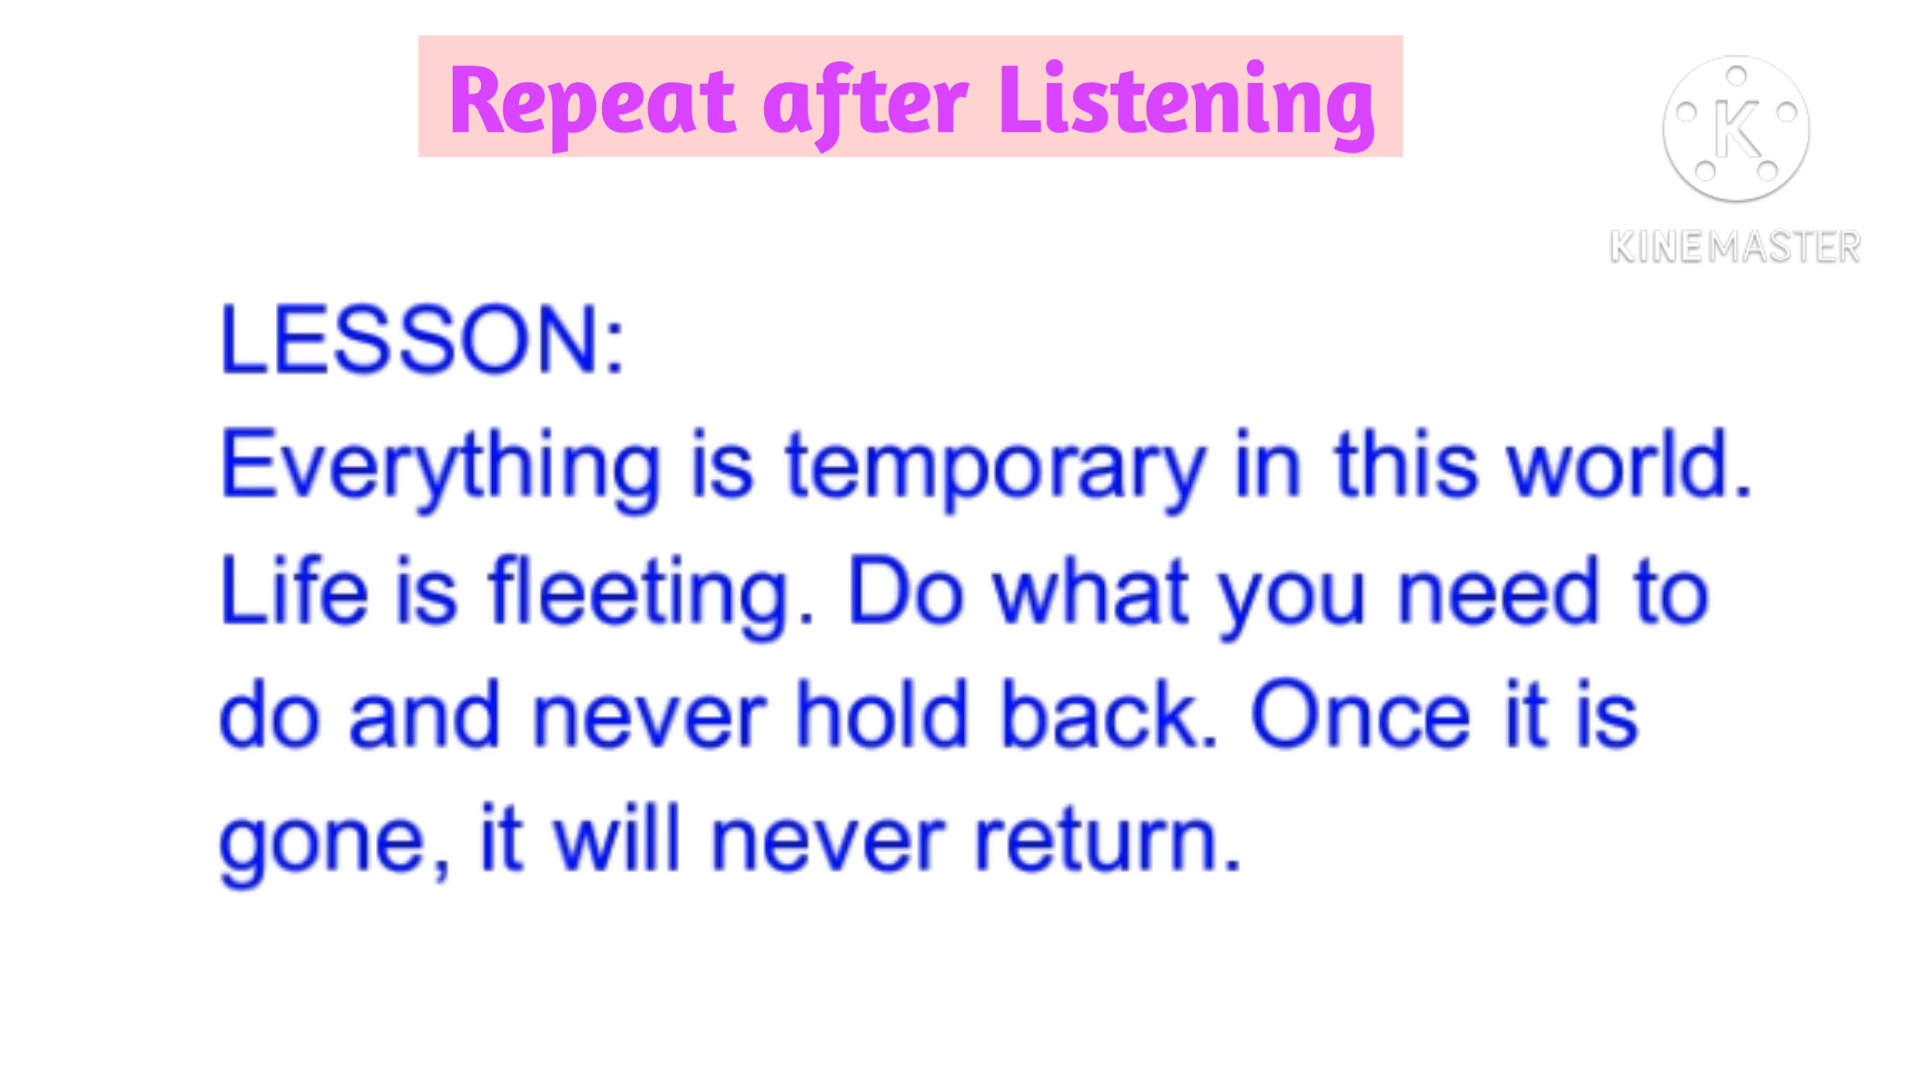 Repeat after Listening
K
KINEMASTER
LESSON:
Everything is temporary in this world.
Life is fleeting. Do what you need to
do and never hold back. Once it is
gone, it will never return.